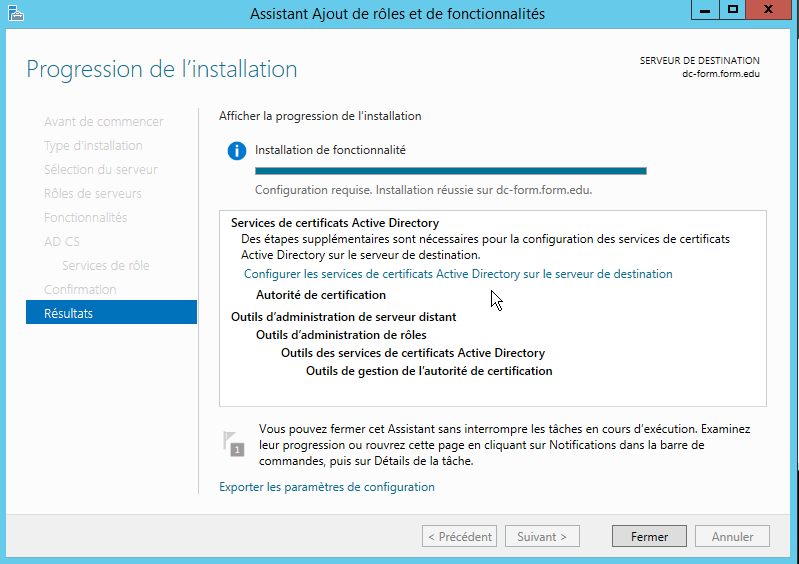 Assistant Ajout de rôles et de fonctionnalités
Progression de l'installation
SERVEUR DE DESTINATION
dc-form.form.edu
Avant de commencer
Type d'installation
Sélection du serveur
Rôles de serveurs
Fonctionnalités
AD CS
Services de rôle
Confirmation
Résultats
Afficher la progression de l'installation
Installation de fonctionnalité
Configuration requise. Installation réussie sur dc-form.form.edu.
Services de certificats Active Directory
Des étapes supplémentaires sont nécessaires pour la configuration des services de certificats
Active Directory sur le serveur de destination.
Configurer les services de certificats Active Directory sur le serveur de destination
Autorité de certification
Outils d'administration de serveur distant
Outils d'administration de rôles
Outils des services de certificats Active Directory
Outils de gestion de l'autorité de certification
1
Vous pouvez fermer cet Assistant sans interrompre les tâches en cours d'exécution. Examinez
leur progression ou rouvrez cette page en cliquant sur Notifications dans la barre de
commandes, puis sur Détails de la tâche.
Exporter les paramètres de configuration
< Précédent
Suivant >
Fermer
Annuler